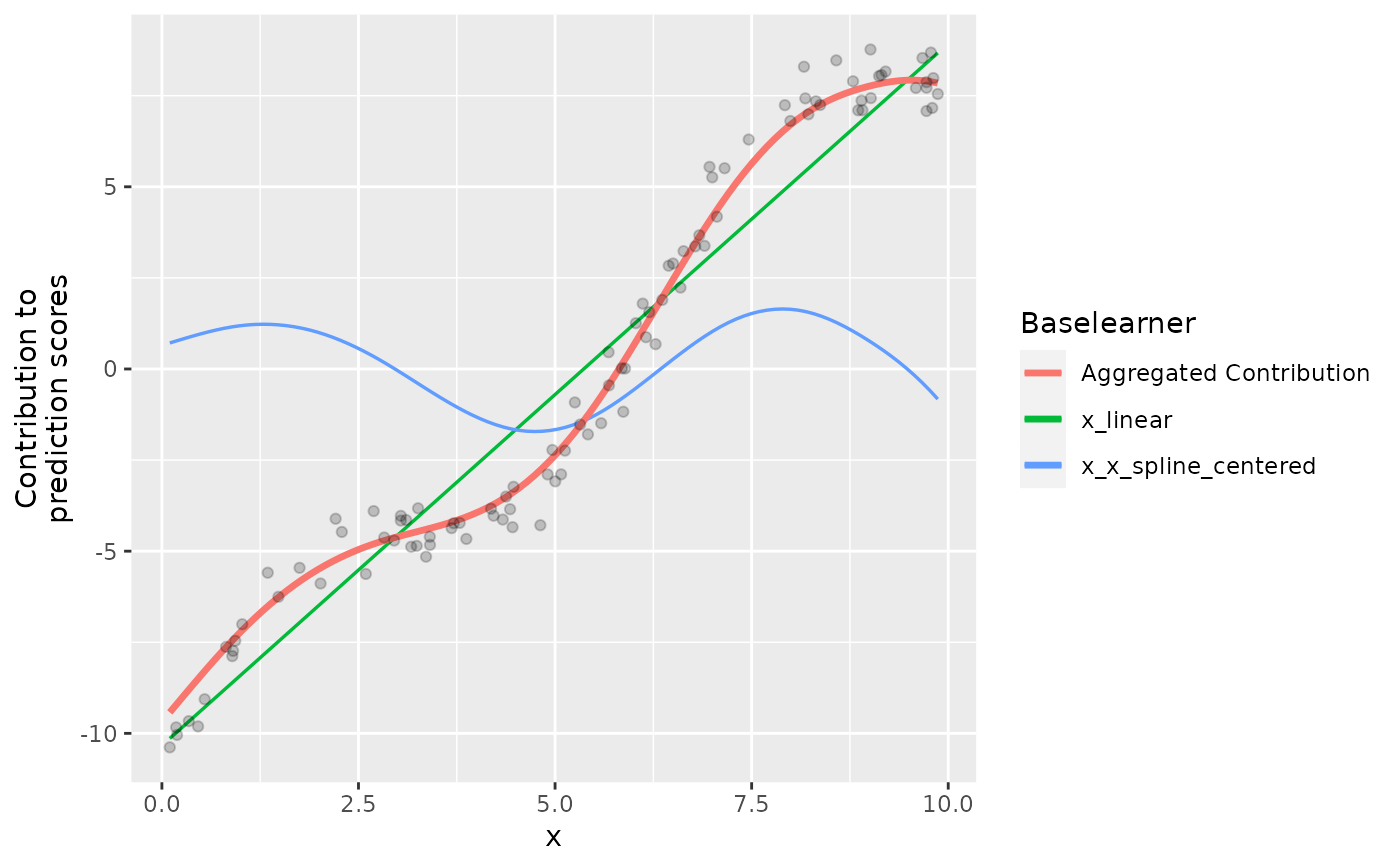 Contribution to
prediction scores
5
0
-5
-10
0.0
2.5
5.0
7.5
10.0
x
Baselearner
Aggregated Contribution
x_linear
x_x_spline_centered